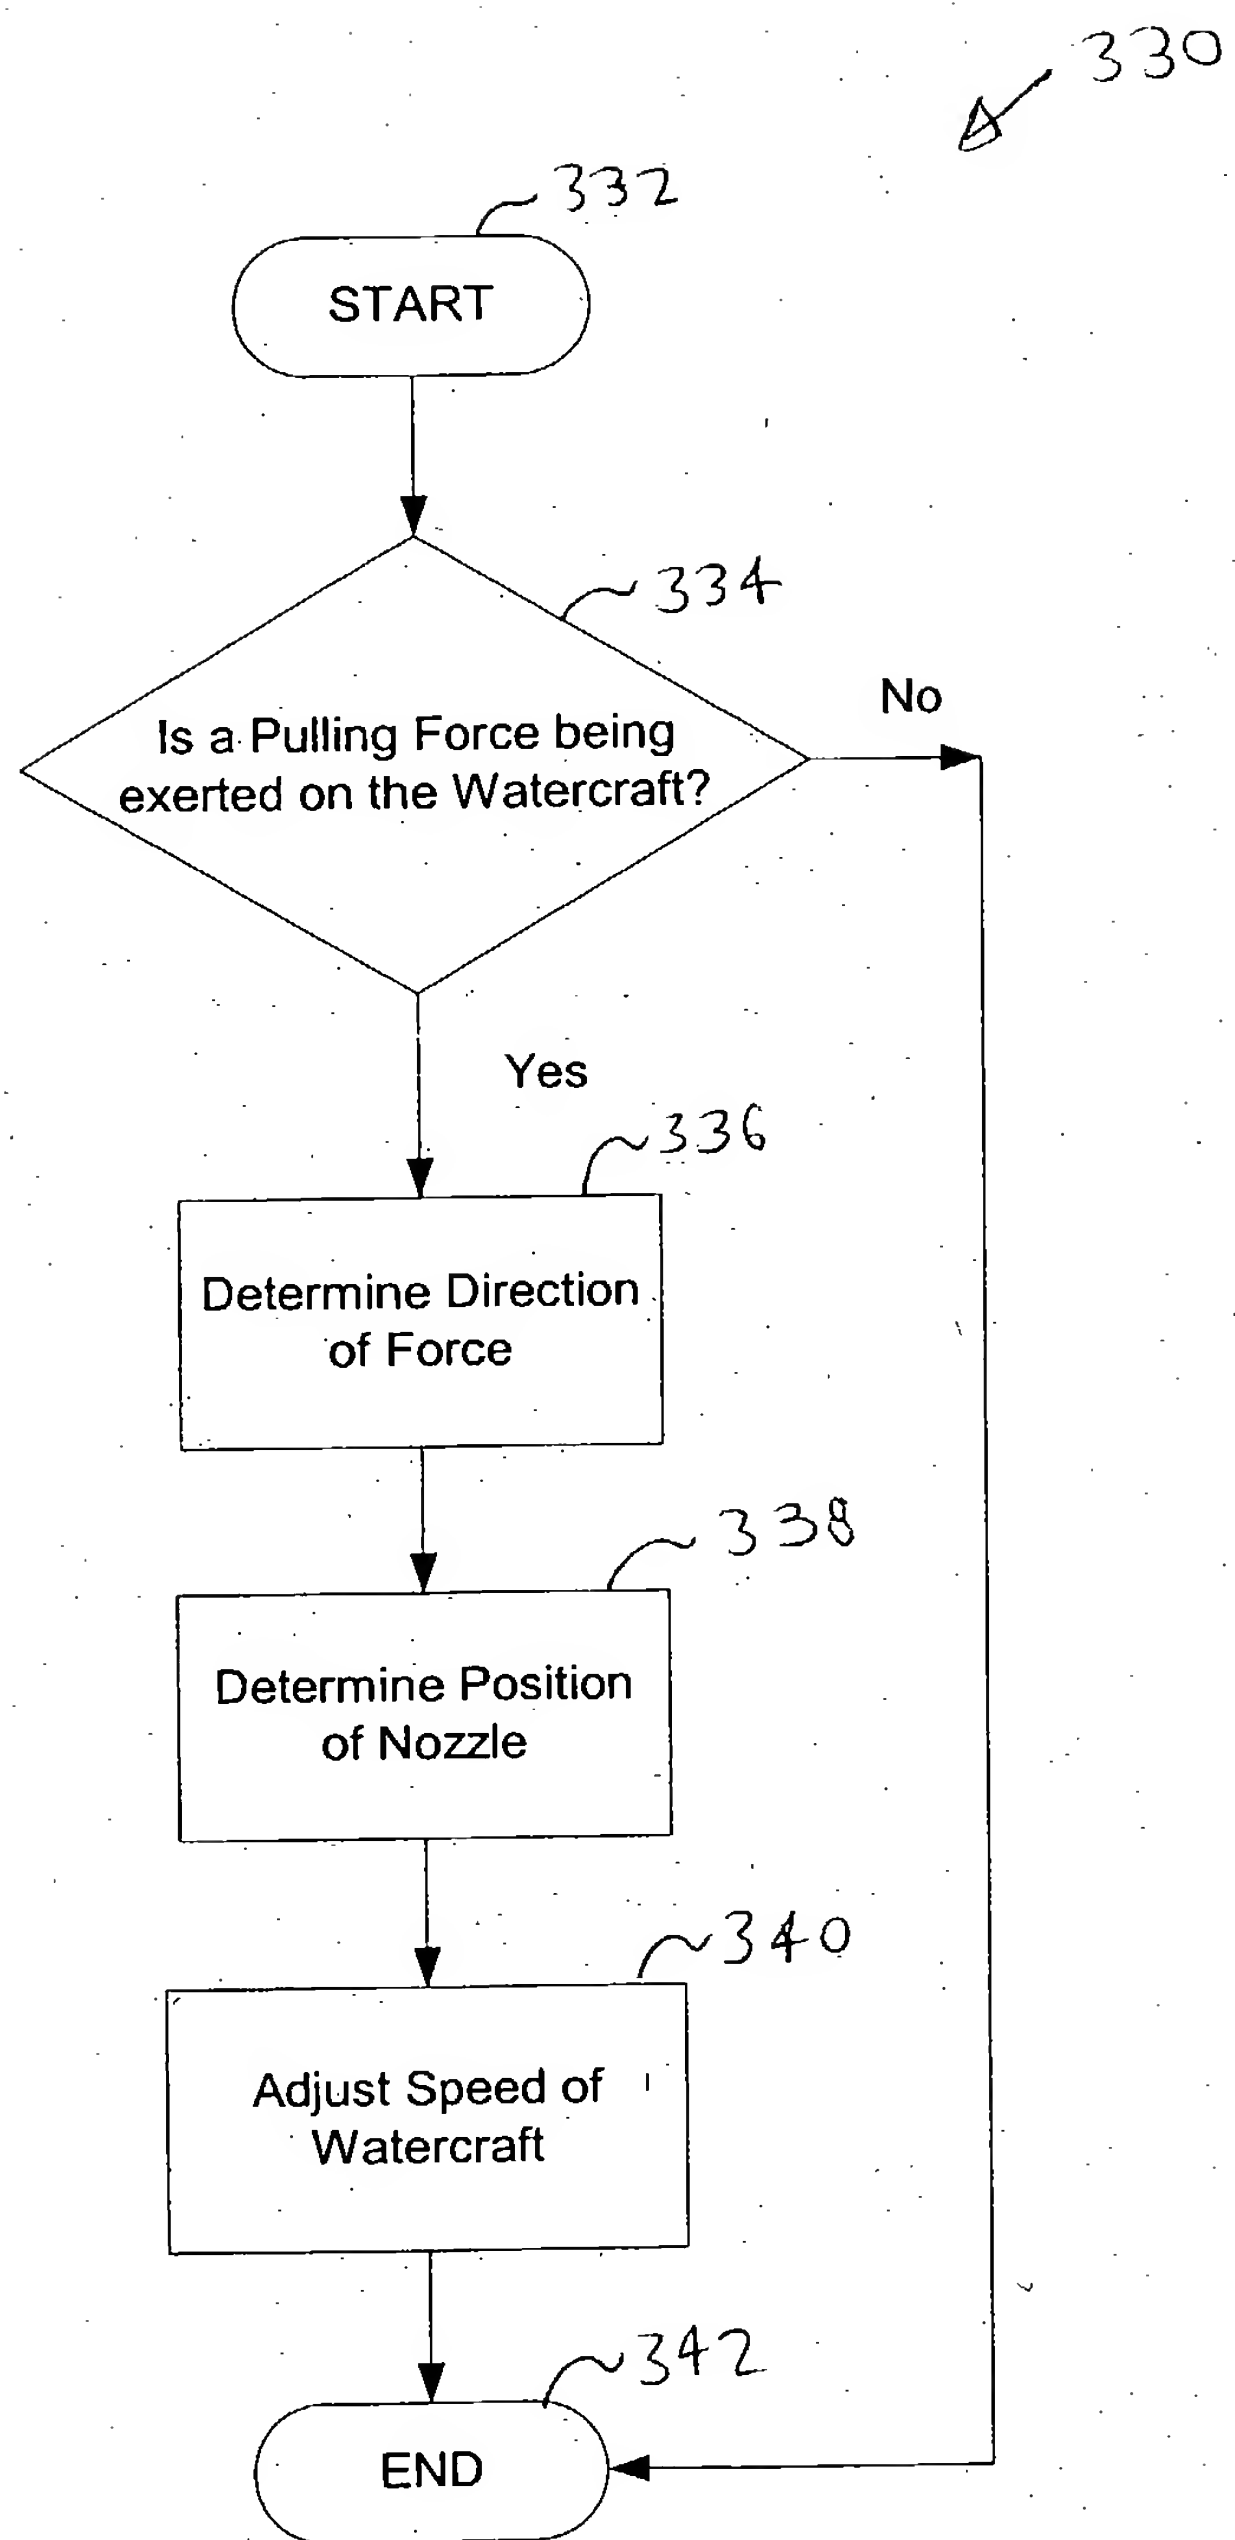 330
332
START
334
No
Is a Pulling Force being
exerted on the Watercraft?
Yes
336
Determine Direction
of Force
338
Determine Position
of Nozzle
340
Adjust Speed of
Watercraft
342
END